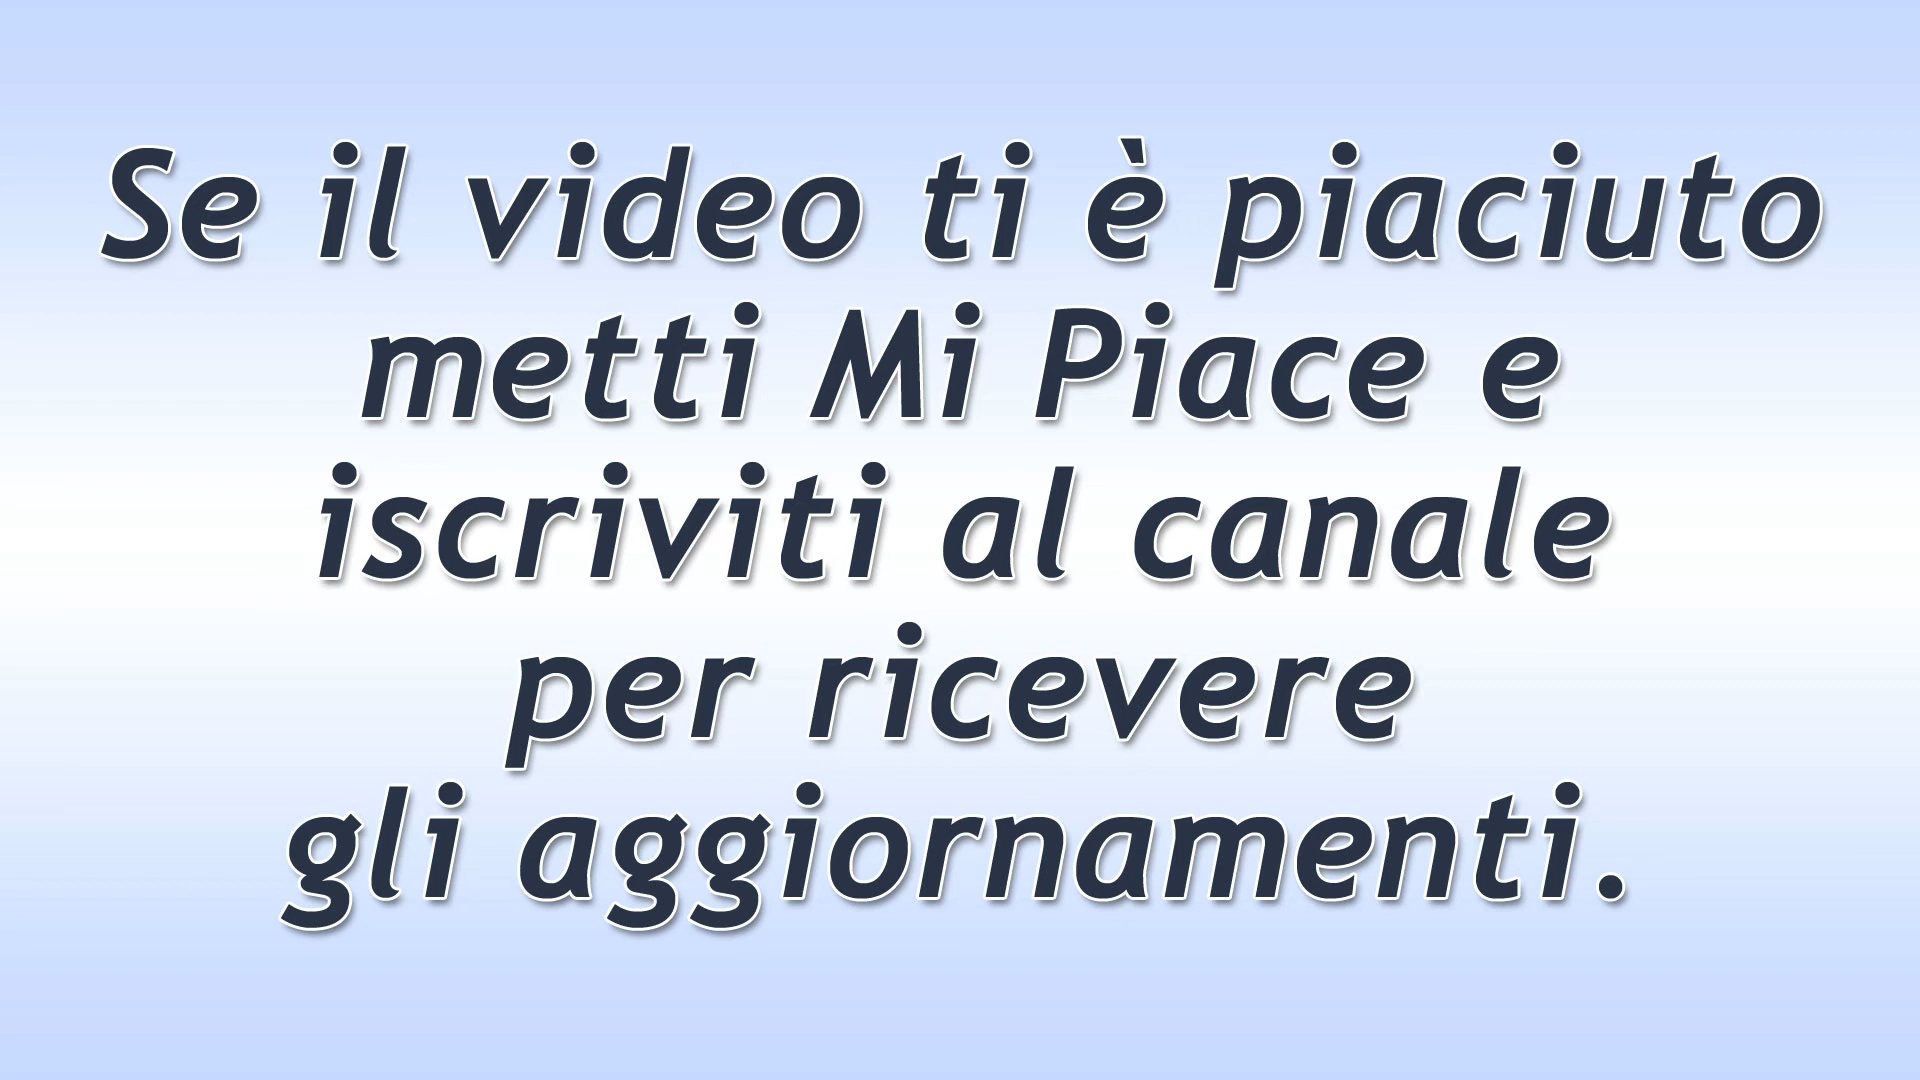 Se il video ti è piaciuto
metti Mi Piace e
iscriviti al canale
per ricevere
gli aggiornamenti.